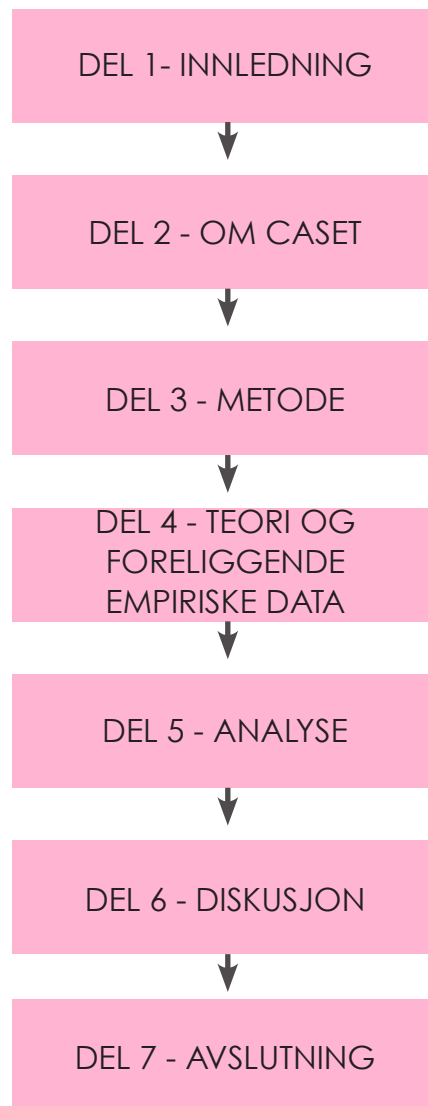 DEL 1- INNLEDNING
DEL 2 - OM CASET
DEL 3 - METODE
DEL 4 - TEORI OG
FORELIGGENDE
EMPIRISKE DATA
DEL 5 - ANALYSE
DEL 6 - DISKUSJON
DEL 7 - AVSLUTNING